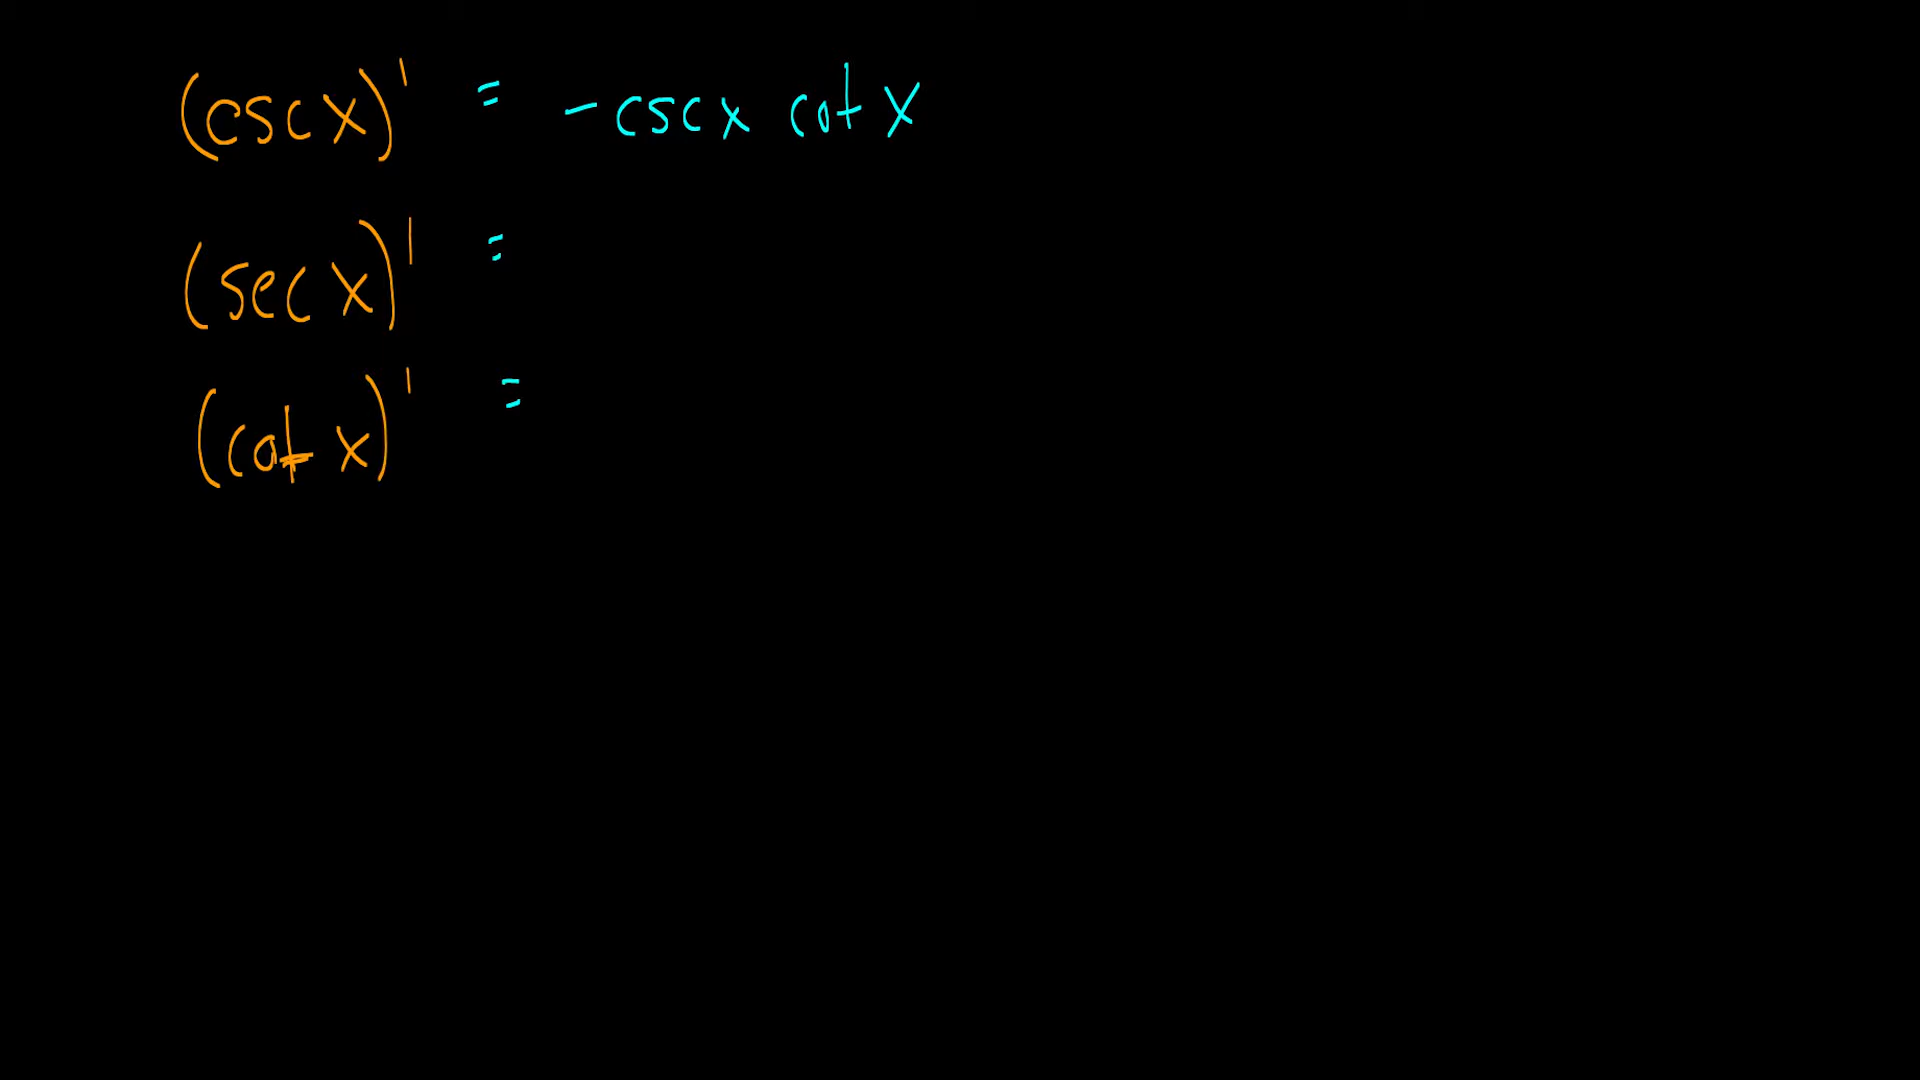 (csc x)' = -csc x cot x
(sec x)' =
(cot x)' =